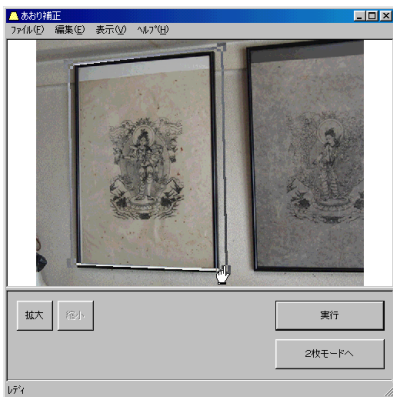 あおり補正
ファイル(F) 編集(E) 表示(V) ヘルプ(H)
拡大
縮小
実行
2枚モードへ
レディ